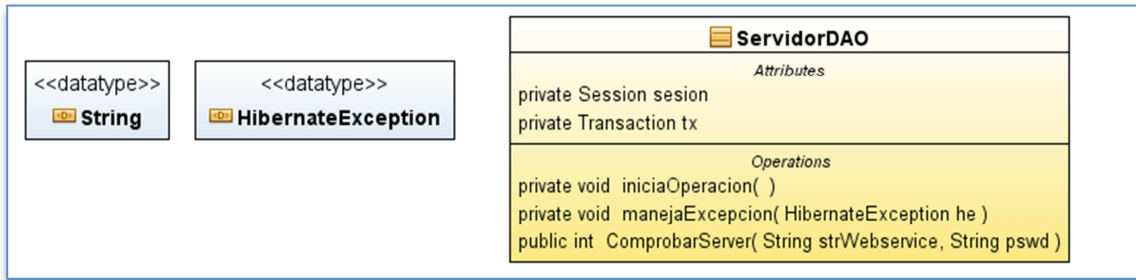 <<datatype>>
String
<<datatype>>
HibernateException
ServidorDAO
Attributes
private Session sesion
private Transaction tx
Operations
private void iniciaOperacion( )
private void manejaExcepcion( HibernateException he )
public int ComprobarServer( String strWebservice, String pswd )